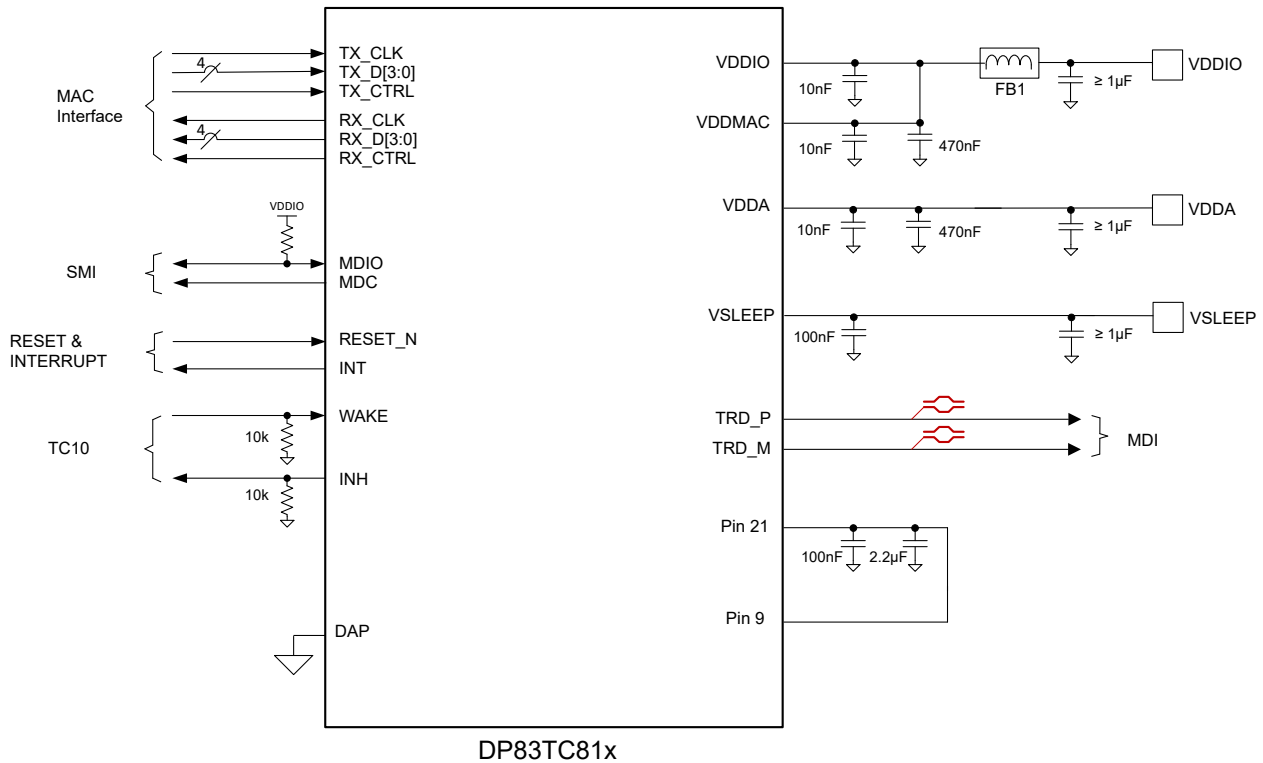 TX_CLK
4
TX_D[3:0]
TX_CTRL
MAC
Interface
RX_CLK
4
RX_D[3:0]
RX_CTRL
VDDIO
SMI
MDIO
MDC
RESET &
INTERRUPT
RESET_N
INT
TC10
WAKE
10k
INH
10k
DAP
VDDIO
10nF
FB1
≥ 1µF
VDDIO
VDDMAC
10nF
470nF
VDDA
10nF
470nF
≥ 1µF
VDDA
VSLEEP
100nF
≥ 1µF
VSLEEP
TRD_P
TRD_M
MDI
Pin 21
100nF
2.2µF
Pin 9
DP83TC81x